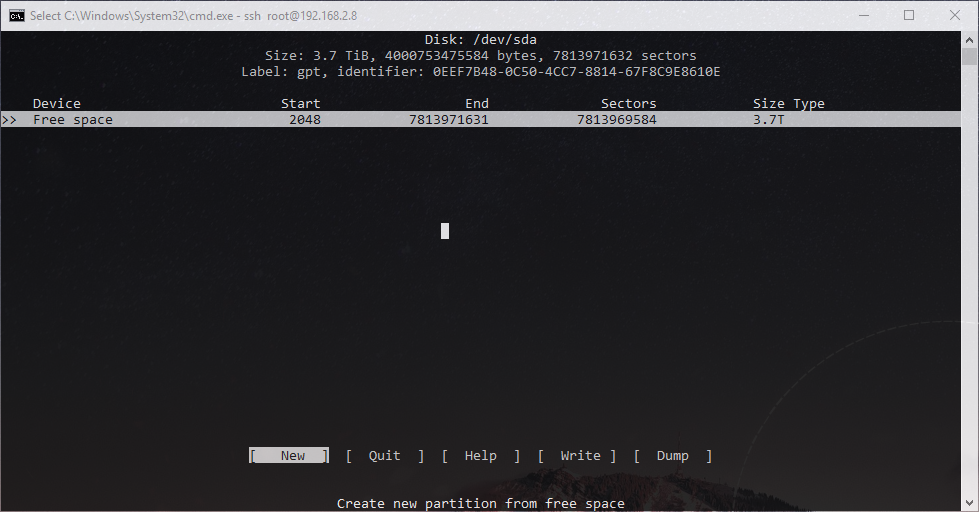 Select C:\Windows\System32\cmd.exe - ssh root@192.168.2.8
Disk: /dev/sda
Size: 3.7 TiB, 4000753475584 bytes, 7813971632 sectors
Label: gpt, identifier: 0EEF7B48-0C50-4CC7-8814-67F8C9E8610E
Device Start End Sectors Size Type
>> Free space 2048 7813971631 7813969584 3.7T
[ New ] [ Quit ] [ Help ] [ Write ] [ Dump ]
Create new partition from free space